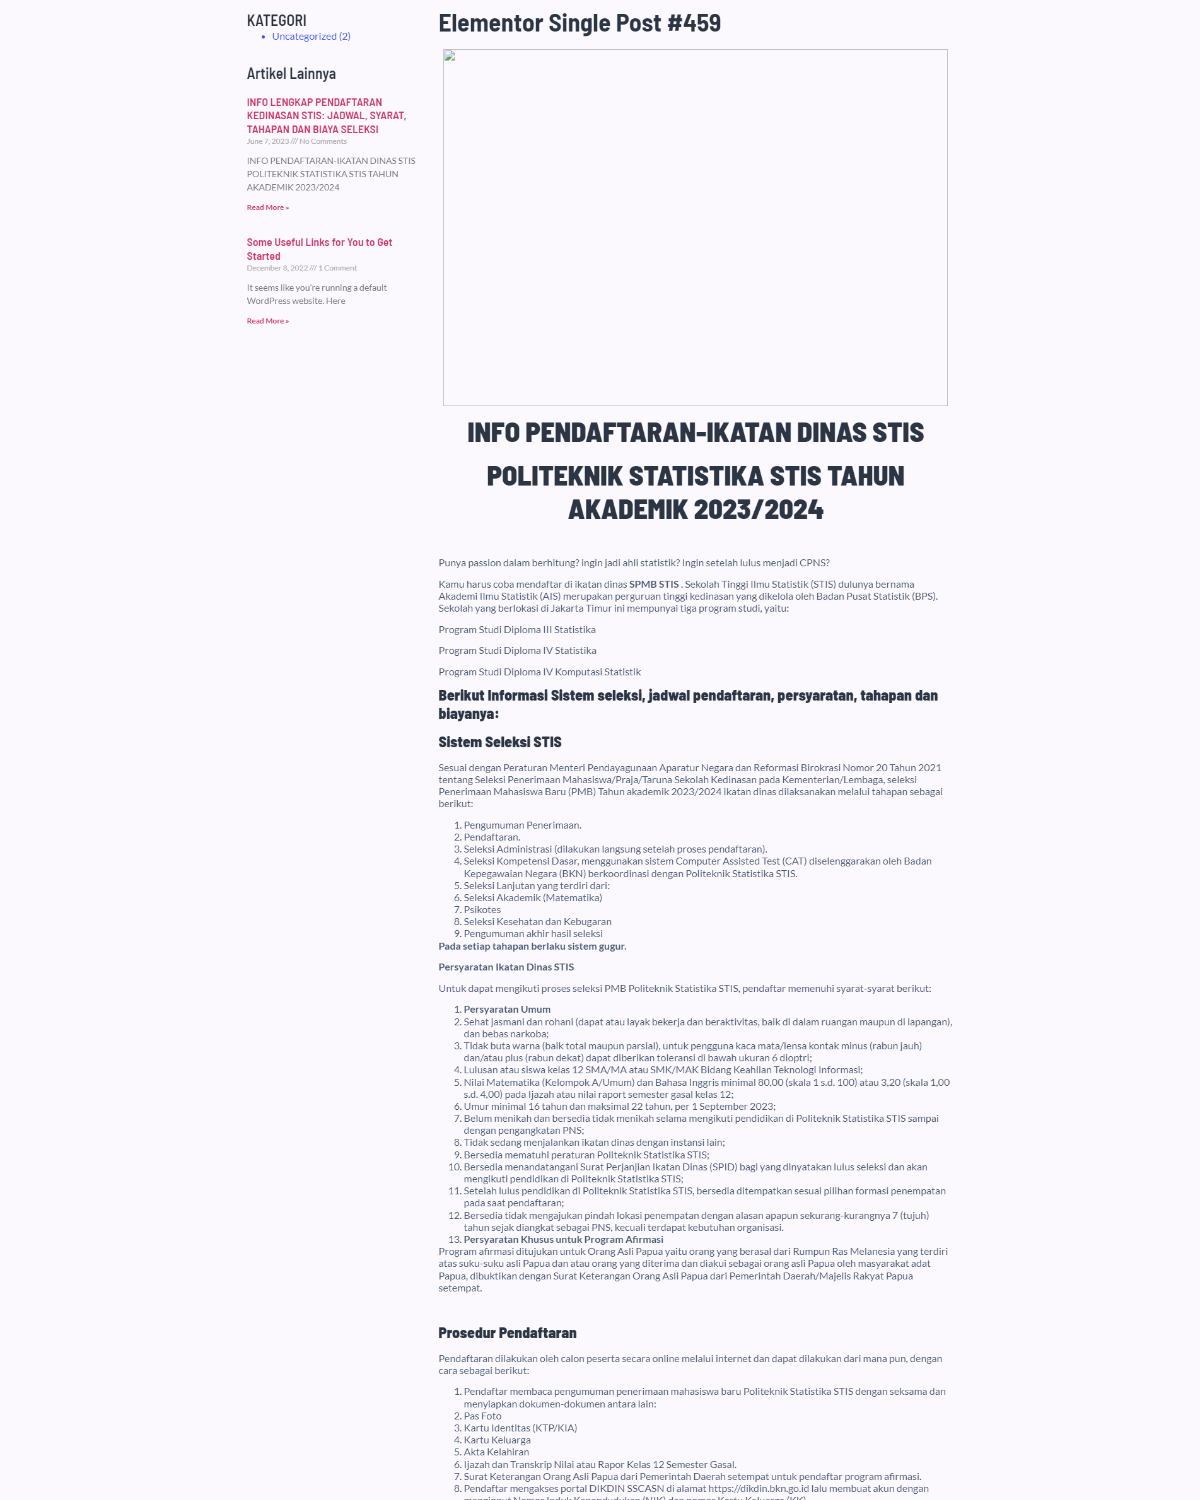 KATEGORI
• Uncategorized (2)
Artikel Lainnya
INFO LENGKAP PENDAFTARAN
KEDINASAN STIS: JADWAL, SYARAT,
TAHAPAN DAN BIAYA SELEKSI
June 7, 2023 /// No Comments
INFO PENDAFTARAN-IKATAN DINAS STIS
POLITEKNIK STATISTIKA STIS TAHUN
AKADEMIK 2023/2024
Read More »
Some Useful Links for You to Get
Started
December 8, 2022 /// 1 Comment
It seems like you're running a default
WordPress website. Here
Read More »
Elementor Single Post #459
INFO PENDAFTARAN-IKATAN DINAS STIS
POLITEKNIK STATISTIKA STIS TAHUN
AKADEMIK 2023/2024
Punya passion dalam berhitung? Ingin jadi ahli statistik? Ingin setelah lulus menjadi CPNS?
Kamu harus coba mendaftar di ikatan dinas SPMB STIS . Sekolah Tinggi Ilmu Statistik (STIS) dulunya bernama
Akademi Ilmu Statistik (AIS) merupakan perguruan tinggi kedinasan yang dikelola oleh Badan Pusat Statistik (BPS).
Sekolah yang berlokasi di Jakarta Timur ini mempunyai tiga program studi, yaitu:
Program Studi Diploma III Statistika
Program Studi Diploma IV Statistika
Program Studi Diploma IV Komputasi Statistik
Berikut Informasi Sistem seleksi, jadwal pendaftaran, persyaratan, tahapan dan
biayanya:
Sistem Seleksi STIS
Sesuai dengan Peraturan Menteri Pendayagunaan Aparatur Negara dan Reformasi Birokrasi Nomor 20 Tahun 2021
tentang Seleksi Penerimaan Mahasiswa/Praja/Taruna Sekolah Kedinasan pada Kementerian/Lembaga, seleksi
Penerimaan Mahasiswa Baru (PMB) Tahun akademik 2023/2024 ikatan dinas dilaksanakan melalui tahapan sebagai
berikut:
1. Pengumuman Penerimaan.
2. Pendaftaran.
3. Seleksi Administrasi (dilakukan langsung setelah proses pendaftaran).
4. Seleksi Kompetensi Dasar, menggunakan sistem Computer Assisted Test (CAT) diselenggarakan oleh Badan
Kepegawaian Negara (BKN) berkoordinasi dengan Politeknik Statistika STIS.
5. Seleksi Lanjutan yang terdiri dari:
6. Seleksi Akademik (Matematika)
7. Psikotes
8. Seleksi Kesehatan dan Kebugaran
9. Pengumuman akhir hasil seleksi
Pada setiap tahapan berlaku sistem gugur.
Persyaratan Ikatan Dinas STIS
Untuk dapat mengikuti proses seleksi PMB Politeknik Statistika STIS, pendaftar memenuhi syarat-syarat berikut:
1. Persyaratan Umum
2. Sehat jasmani dan rohani (dapat atau layak bekerja dan beraktivitas, baik di dalam ruangan maupun di lapangan),
dan bebas narkoba;
3. Tidak buta warna (baik total maupun parsial), untuk pengguna kaca mata/lensa kontak minus (rabun jauh)
dan/atau plus (rabun dekat) dapat diberikan toleransi di bawah ukuran 6 dioptri;
4. Lulusan atau siswa kelas 12 SMA/MA atau SMK/MAK Bidang Keahlian Teknologi Informasi;
5. Nilai Matematika (Kelompok A/Umum) dan Bahasa Inggris minimal 80,00 (skala 1 s.d. 100) atau 3,20 (skala 1,00
s.d. 4,00) pada Ijazah atau nilai raport semester gasal kelas 12;
6. Umur minimal 16 tahun dan maksimal 22 tahun, per 1 September 2023;
7. Belum menikah dan bersedia tidak menikah selama mengikuti pendidikan di Politeknik Statistika STIS sampai
dengan pengangkatan PNS;
8. Tidak sedang menjalankan ikatan dinas dengan instansi lain;
9. Bersedia mematuhi peraturan Politeknik Statistika STIS;
10. Bersedia menandatangani Surat Perjanjian Ikatan Dinas (SPID) bagi yang dinyatakan lulus seleksi dan akan
mengikuti pendidikan di Politeknik Statistika STIS;
11. Setelah lulus pendidikan di Politeknik Statistika STIS, bersedia ditempatkan sesuai pilihan formasi penempatan
pada saat pendaftaran;
12. Bersedia tidak mengajukan pindah lokasi penempatan dengan alasan apapun sekurang-kurangnya 7 (tujuh)
tahun sejak diangkat sebagai PNS, kecuali terdapat kebutuhan organisasi.
13. Persyaratan Khusus untuk Program Afirmasi
Program afirmasi ditujukan untuk Orang Asli Papua yaitu orang yang berasal dari Rumpun Ras Melanesia yang terdiri
atas suku-suku asli Papua dan atau orang yang diterima dan diakui sebagai orang asli Papua oleh masyarakat adat
Papua, dibuktikan dengan Surat Keterangan Orang Asli Papua dari Pemerintah Daerah/Majelis Rakyat Papua
setempat.
Prosedur Pendaftaran
Pendaftaran dilakukan oleh calon peserta secara online melalui internet dan dapat dilakukan dari mana pun, dengan
cara sebagai berikut:
1. Pendaftar membaca pengumuman penerimaan mahasiswa baru Politeknik Statistika STIS dengan seksama dan
menyiapkan dokumen-dokumen antara lain:
2. Pas Foto
3. Kartu Identitas (KTP/KIA)
4. Kartu Keluarga
5. Akta Kelahiran
6. Ijazah dan Transkrip Nilai atau Rapor Kelas 12 Semester Gasal.
7. Surat Keterangan Orang Asli Papua dari Pemerintah Daerah setempat untuk pendaftar program afirmasi.
8. Pendaftar mengakses portal DIKDIN SSCASN di alamat https://dikdin.bkn.go.id lalu membuat akun dengan